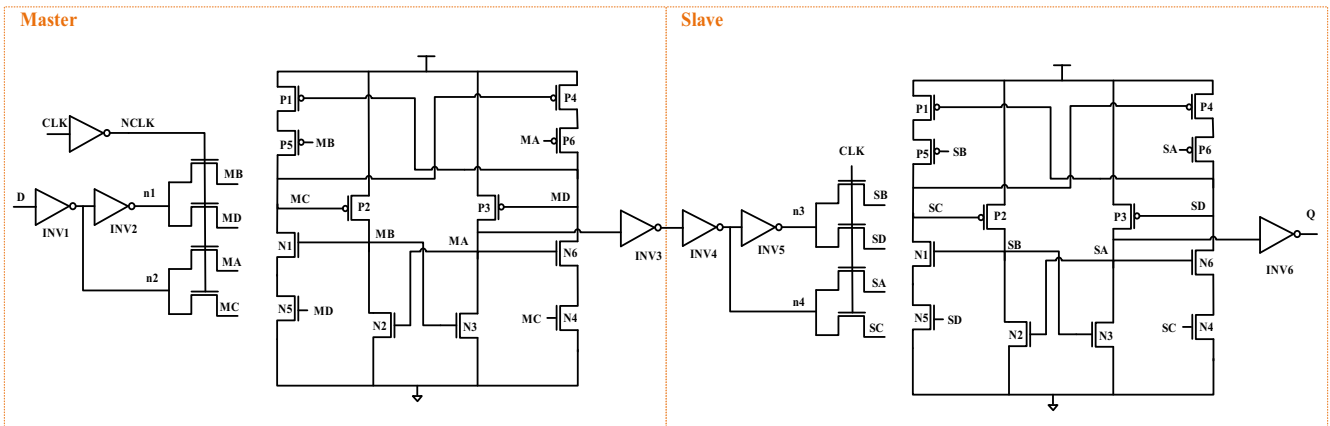 Master
Slave
CLK
NCLK
MB
D
n1
MD
INV1
INV2
MA
n2
MC
P1
P4
P5
MB
MA
P6
MC
P2
P3
MD
N1
MB
MA
N6
N5
MD
N2
N3
MC
N4
INV3
INV4
INV5
n3
n4
CLK
SB
SD
SA
SC
P1
P4
P5
SB
SA
P6
SC
P2
P3
SD
N1
SB
SA
N6
N5
SD
N2
N3
SC
N4
INV6
Q